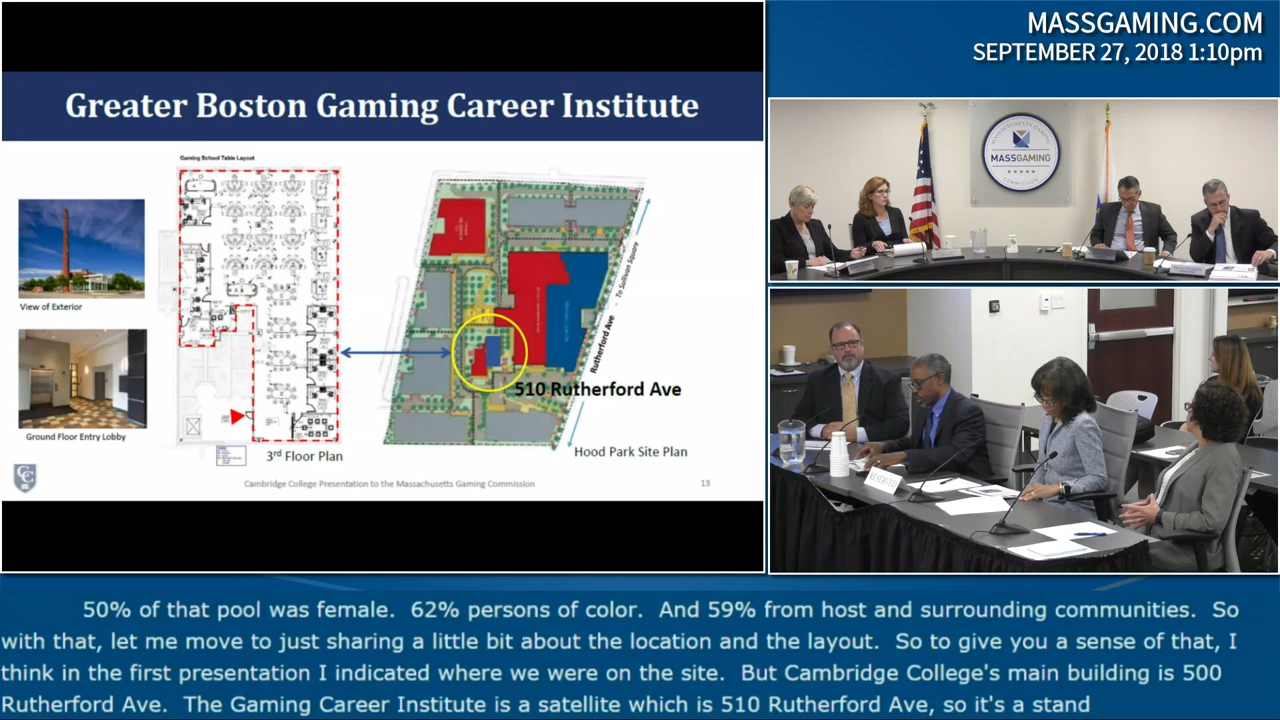 MASSGAMING.COM
SEPTEMBER 27, 2018 1:10pm
Greater Boston Gaming Career Institute
Gaming School Table Layout
View of Exterior
Ground Floor Entry Lobby
3rd Floor Plan
To Sullivan Square
Rutherford Ave
510 Rutherford Ave
Hood Park Site Plan
Cambridge College Presentation to the Massachusetts Gaming Commission
13
MASSACHUSETTS GAMING
MASSGAMING
COMMISSION
RESERVED
50% of that pool was female. 62% persons of color. And 59% from host and surrounding communities. So
with that, let me move to just sharing a little bit about the location and the layout. So to give you a sense of that, I
think in the first presentation I indicated where we were on the site. But Cambridge College's main building is 500
Rutherford Ave. The Gaming Career Institute is a satellite which is 510 Rutherford Ave, so it's a stand